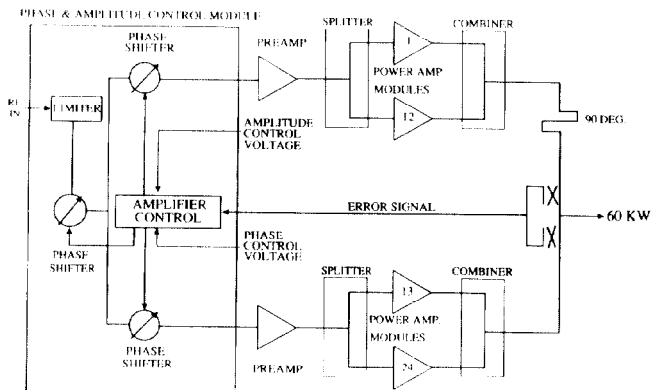 PHASE & AMPLITUDE CONTROL MODULE
PHASE
SHIFTER
PREAMP
SPLITTER
COMBINER
1
POWER AMP
MODULES
12
RF
IN
LIMITER
90 DEG.
AMPLITUDE
CONTROL
VOLTAGE
AMPLIFIER
CONTROL
ERROR SIGNAL
60 KW
PHASE
SHIFTER
PHASE
CONTROL
VOLTAGE
SPLITTER
COMBINER
13
POWER AMP.
MODULES
24
PHASE
SHIFTER
PREAMP